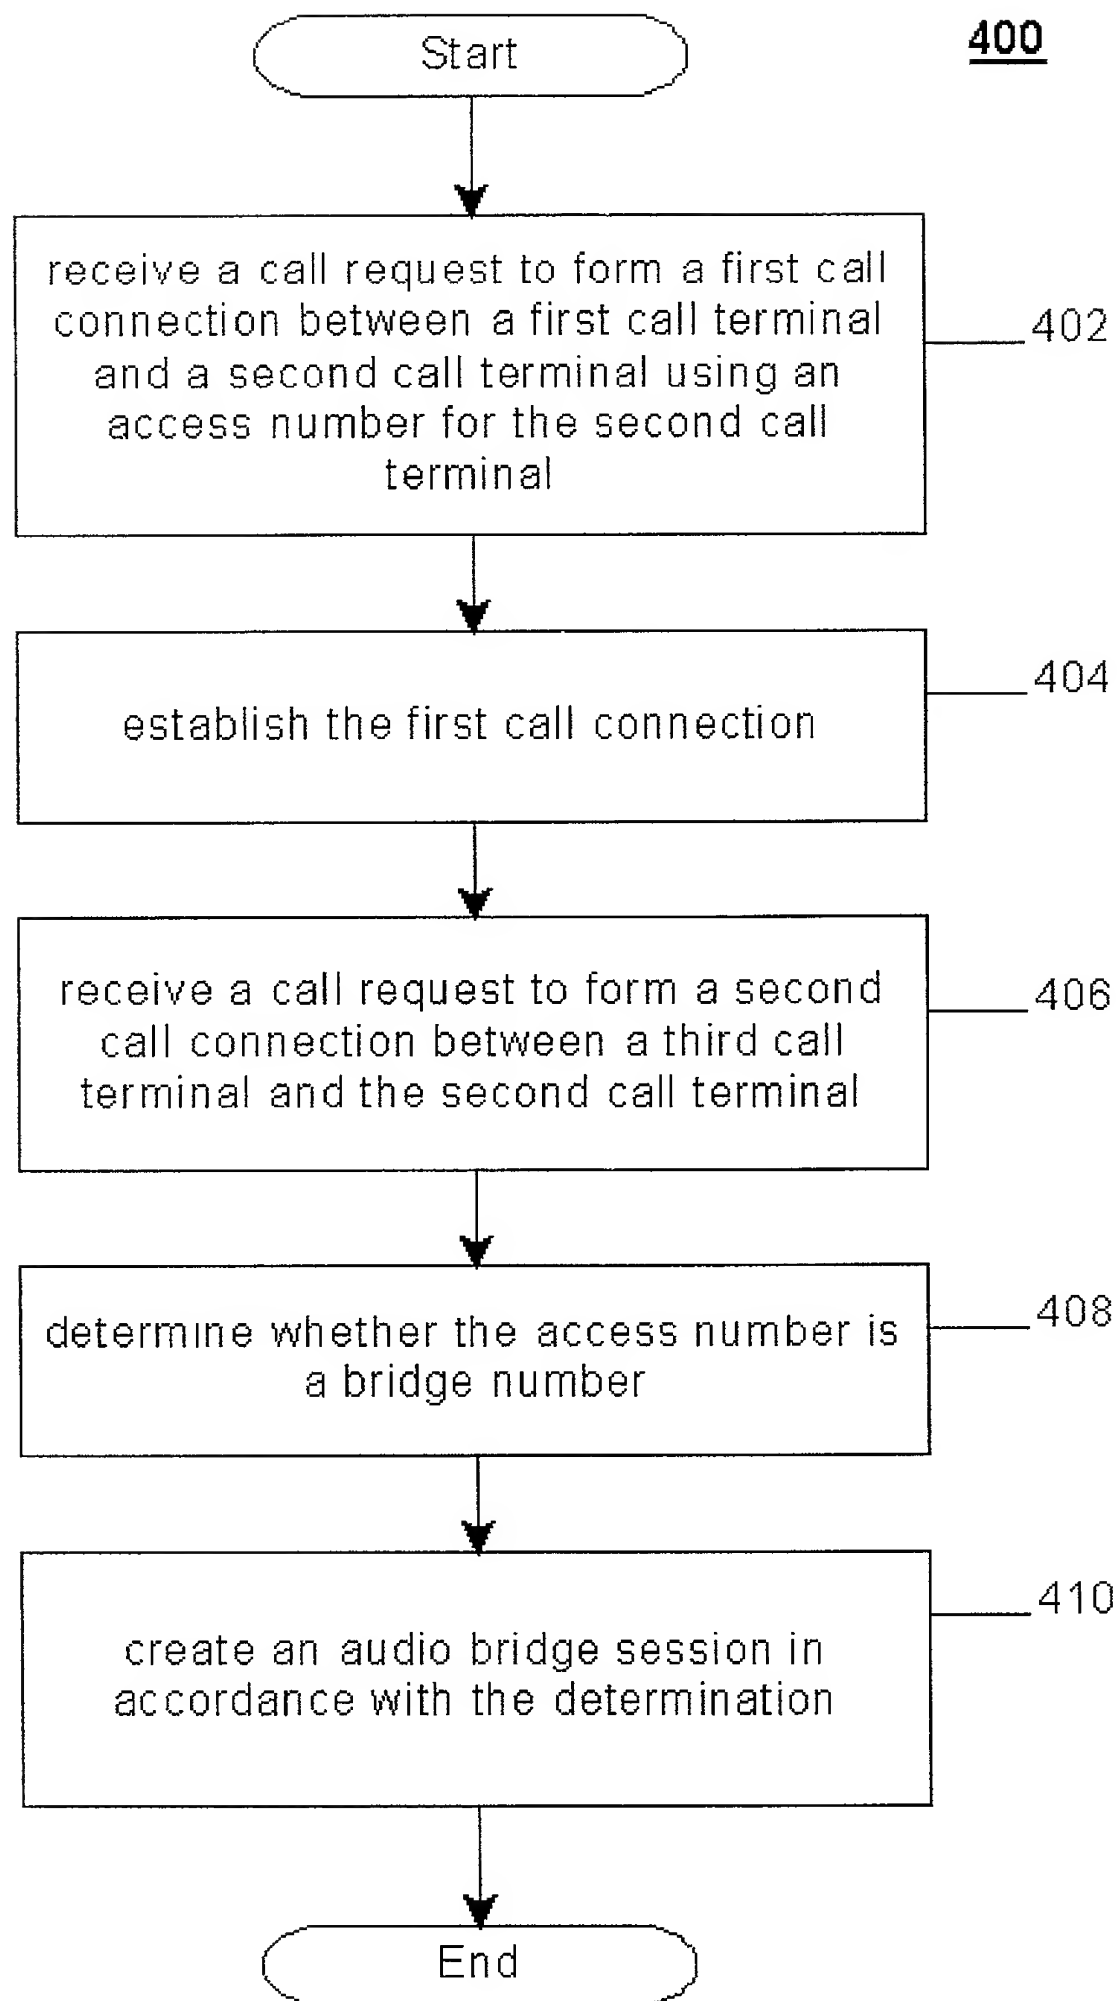 Start
400
receive a call request to form a first call
connection between a first call terminal
and a second call terminal using an
access number for the second call
terminal
402
establish the first call connection
404
receive a call request to form a second
call connection between a third call
terminal and the second call terminal
406
determine whether the access number is
a bridge number
408
create an audio bridge session in
accordance with the determination
410
End